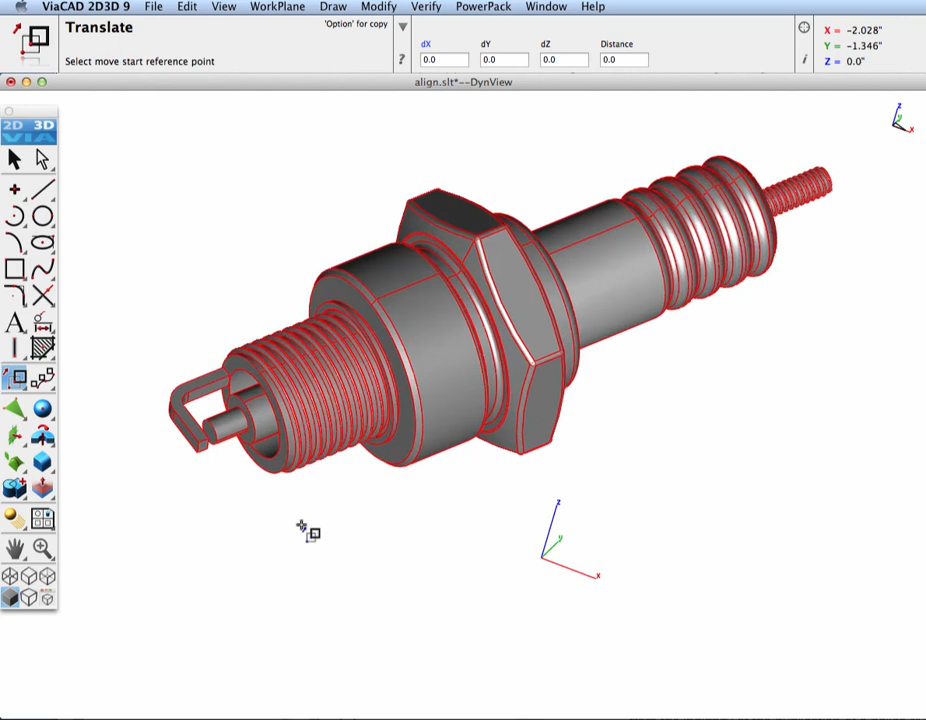 ViaCAD 2D3D 9 File Edit View WorkPlane Draw Modify Verify PowerPack Window Help
Translate
'Option' for copy
Select move start reference point
?
dX dY dZ Distance
0.0 0.0 0.0 0.0
i
X = -2.028"
Y = -1.346"
Z = 0.0"
align.slt*--DynView
2D 3D
VIA
A
z
y
x
z
y
x